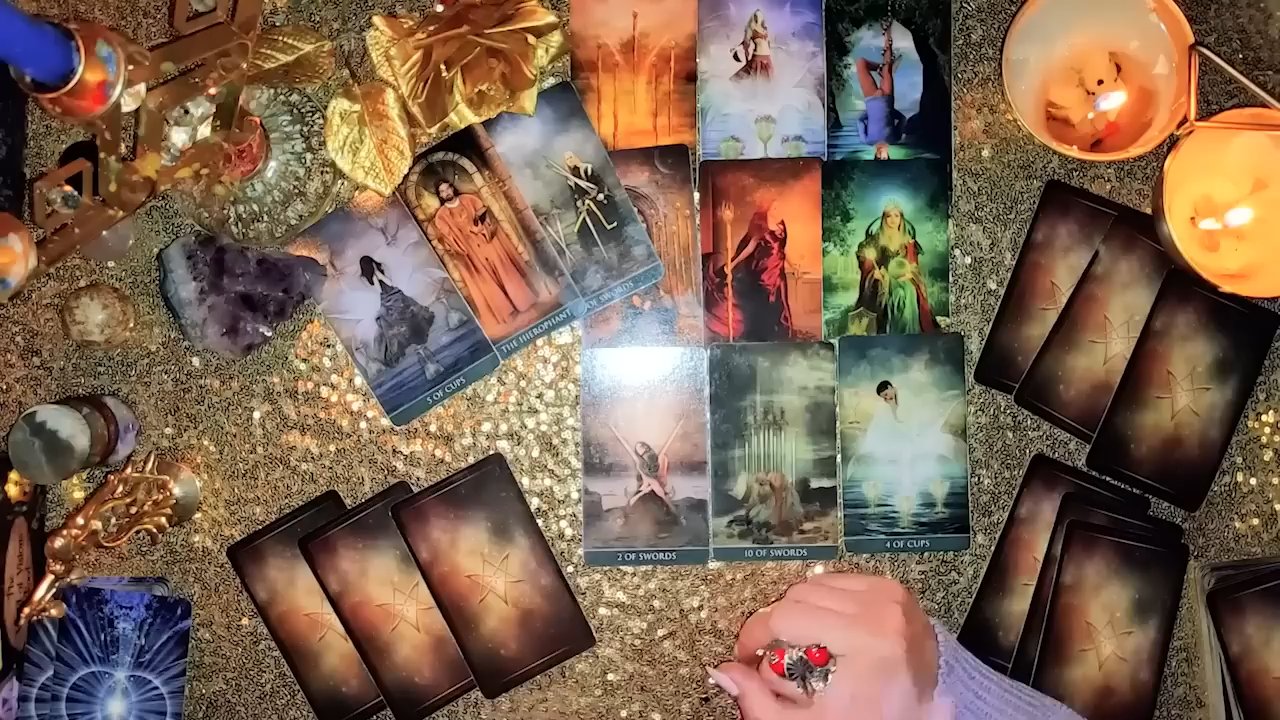 5 OF CUPS
THE HIEROPHANT
OF SWORDS
2 OF SWORDS
10 OF SWORDS
4 OF CUPS